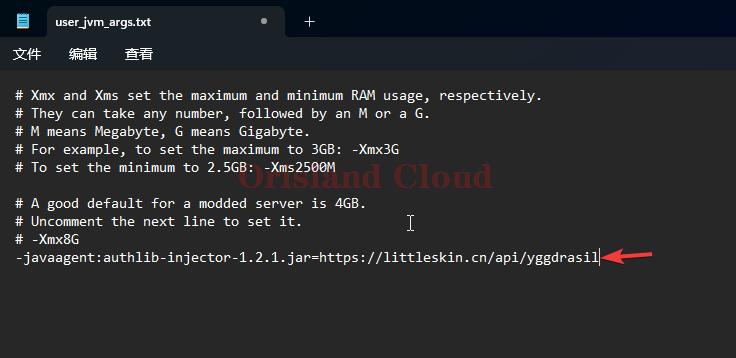 user_jvm_args.txt
文件 编辑 查看
# Xmx and Xms set the maximum and minimum RAM usage, respectively.
# They can take any number, followed by an M or a G.
# M means Megabyte, G means Gigabyte.
# For example, to set the maximum to 3GB: -Xmx3G
# To set the minimum to 2.5GB: -Xms2500M
Orisland Cloud
# A good default for a modded server is 4GB.
# Uncomment the next line to set it.
# -Xmx8G
-javaagent:authlib-injector-1.2.1.jar=https://littleskin.cn/api/yggdrasil